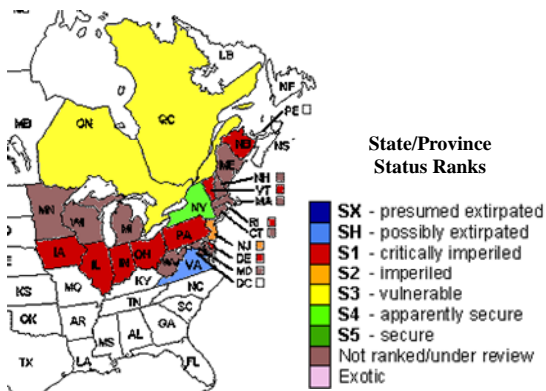 LB
NF
PE
MB
ON
QC
NB
NS
ME
NH
VT
MA
MN
WI
MI
NY
RI
CT
IA
IL
IN
OH
PA
NJ
DE
MD
DC
VA
KS
MO
KY
NC
TN
OK
AR
SC
MS
AL
GA
TX
LA
FL
State/Province
Status Ranks
SX - presumed extirpated
SH - possibly extirpated
S1 - critically imperiled
S2 - imperiled
S3 - vulnerable
S4 - apparently secure
S5 - secure
Not ranked/under review
Exotic